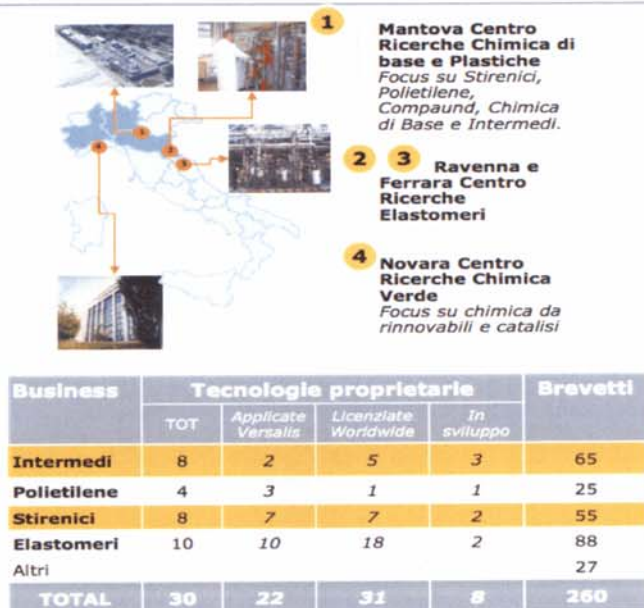 1
Mantova Centro
Ricerche Chimica di
base e Plastiche
Focus su Stirenici,
Polietilene,
Compaund, Chimica
di Base e Intermedi.
2 3 Ravenna e
Ferrara Centro
Ricerche
Elastomeri
4
Novara Centro
Ricerche Chimica
Verde
Focus su chimica da
rinnovabili e catalisi
1
2
3
4
Business Tecnologie proprietarie Brevetti
TOT Applicate Versalis Licenziate Worldwide In sviluppo
Intermedi 8 2 5 3 65
Polietilene 4 3 1 1 25
Stirenici 8 7 7 2 55
Elastomeri 10 10 18 2 88
Altri 27
TOTAL 30 22 31 8 260